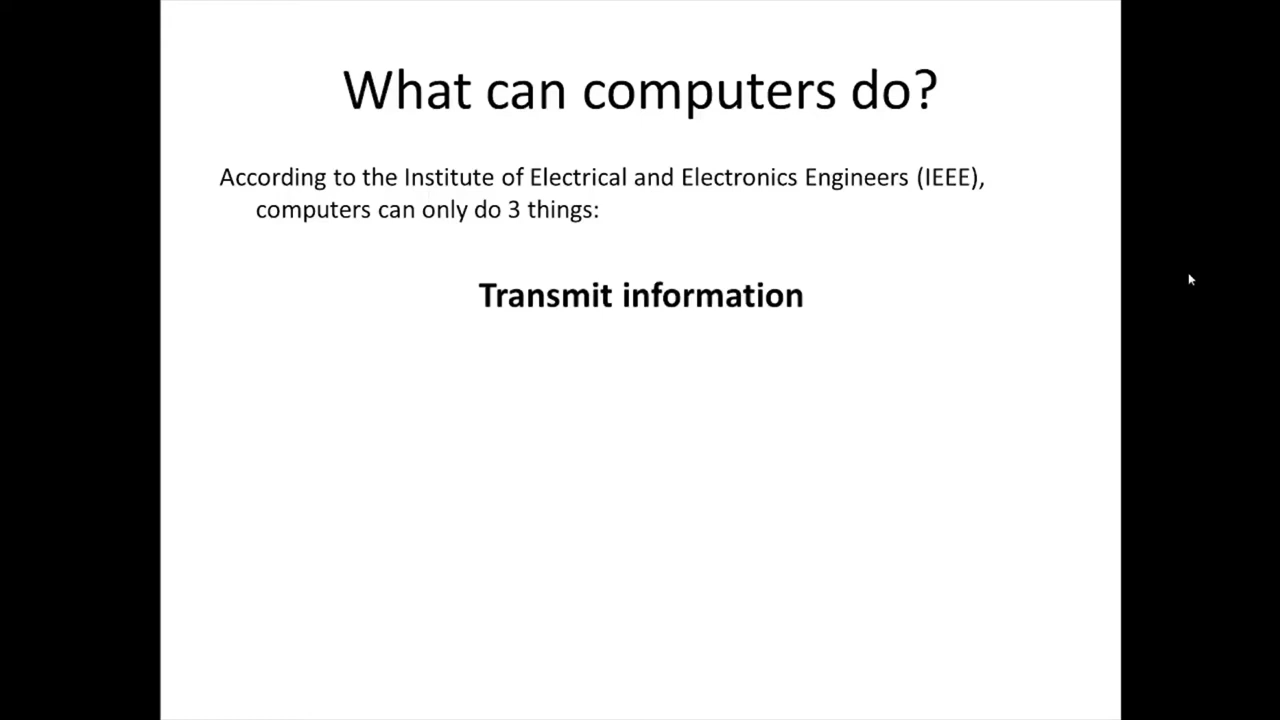 What can computers do?
According to the Institute of Electrical and Electronics Engineers (IEEE),
computers can only do 3 things:
Transmit information